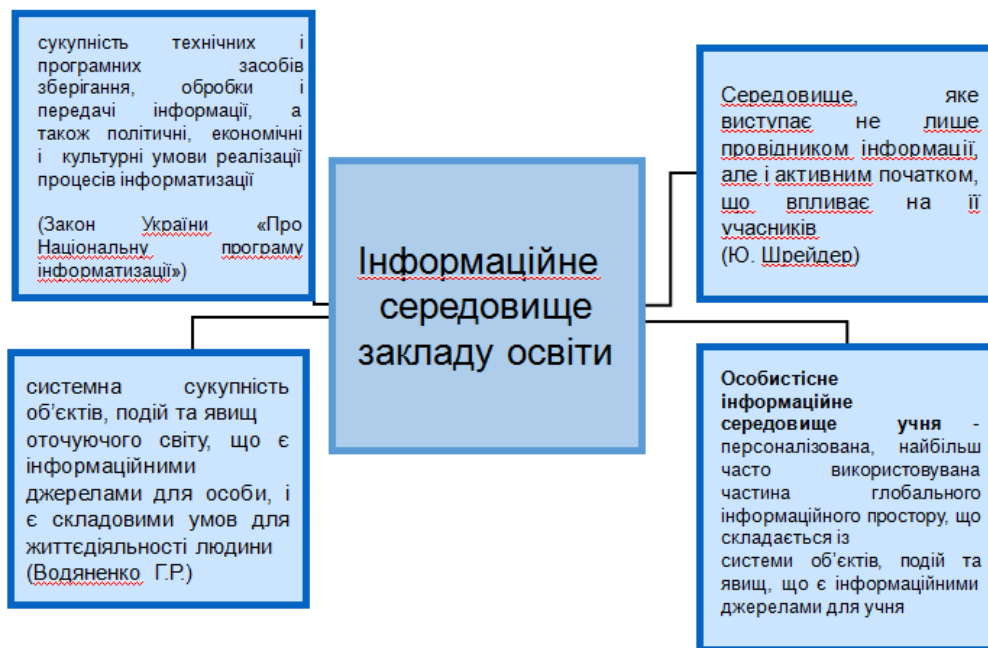 сукупність технічних і
програмних засобів
зберігання, обробки і
передачі інформації, а
також політичні, економічні
і культурні умови реалізації
процесів інформатизації
(Закон України «Про
Національну програму
інформатизації»)
Середовище, яке
виступає не лише
провідником інформації,
але і активним початком,
що впливає на її
учасників
(Ю. Шрейдер)
Інформаційне
середовище
закладу освіти
системна сукупність
об’єктів, подій та явищ
оточуючого світу, що є
інформаційними
джерелами для особи, і
є складовими умов для
життєдіяльності людини
(Водяненко Г.Р.)
Особистісне
інформаційне
середовище учня -
персоналізована, найбільш
часто використовувана
частина глобального
інформаційного простору, що
складається із
системи об’єктів, подій та
явищ, що є інформаційними
джерелами для учня